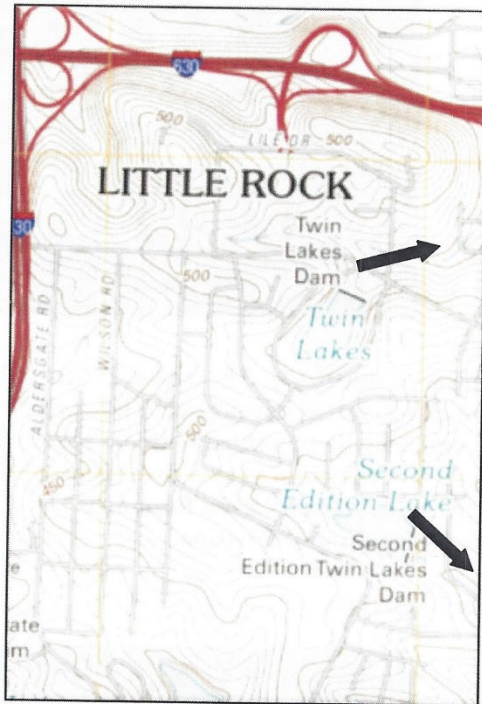 630
LILE DR
500
500
LITTLE ROCK
30
Twin
Lakes
Dam
500
Twin
Lakes
ALDERSGATE RD
WILSON RD
500
Second
Edition Lake
450
Second
Edition Twin Lakes
Dam
ate
m